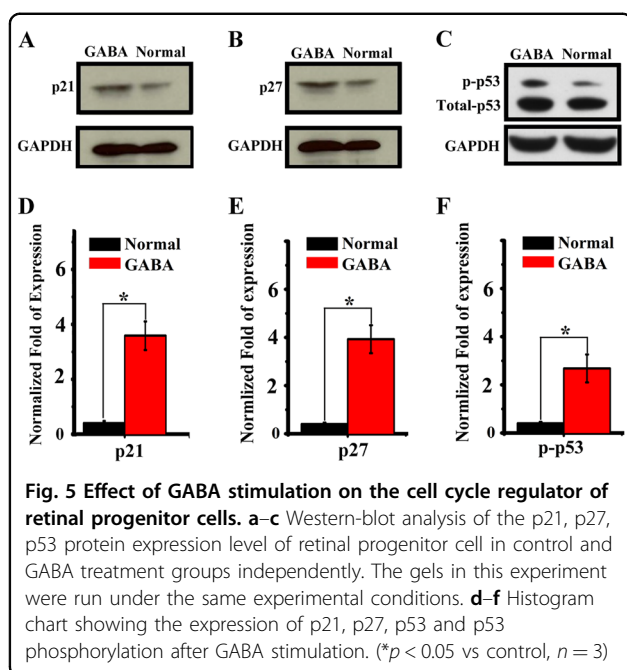 A
B
C
GABA Normal
GABA Normal
GABA Normal
p21
p27
p-p53
Total-p53
GAPDH
GAPDH
GAPDH
D
E
F
Normalized Fold of Expression
6
4
2
0
Normal
GABA
*
p21
Normalized Fold of expression
8
6
4
2
0
Normal
GABA
*
p27
Normalized Fold of expression
8
6
4
2
0
Normal
GABA
*
p-p53
Fig. 5 Effect of GABA stimulation on the cell cycle regulator of
retinal progenitor cells. a–c Western-blot analysis of the p21, p27,
p53 protein expression level of retinal progenitor cell in control and
GABA treatment groups independently. The gels in this experiment
were run under the same experimental conditions. d–f Histogram
chart showing the expression of p21, p27, p53 and p53
phosphorylation after GABA stimulation. (*p < 0.05 vs control, n = 3)